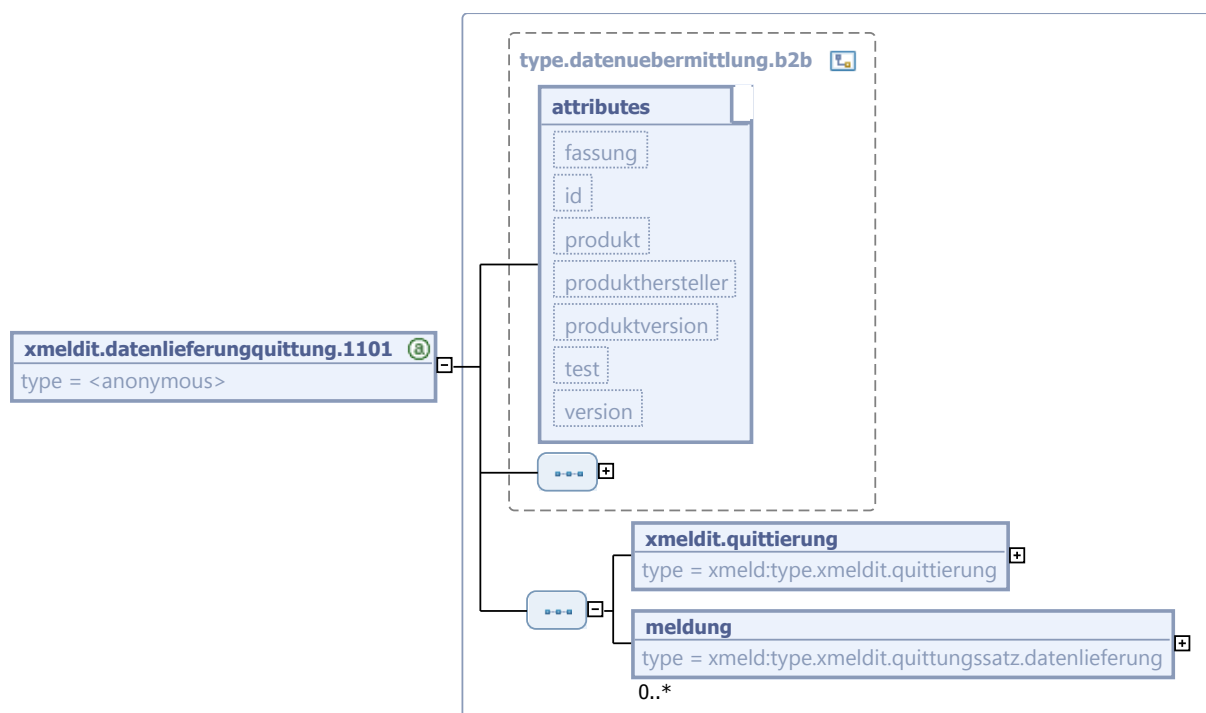 type.datenuebermittlung.b2b
attributes
fassung
id
produkt
produkthersteller
produktversion
test
version
xmeldit.datenlieferungquittung.1101 a
type = <anonymous>
xmeldit.quittierung
type = xmeld:type.xmeldit.quittierung
meldung
type = xmeld:type.xmeldit.quittungssatz.datenlieferung
0..*